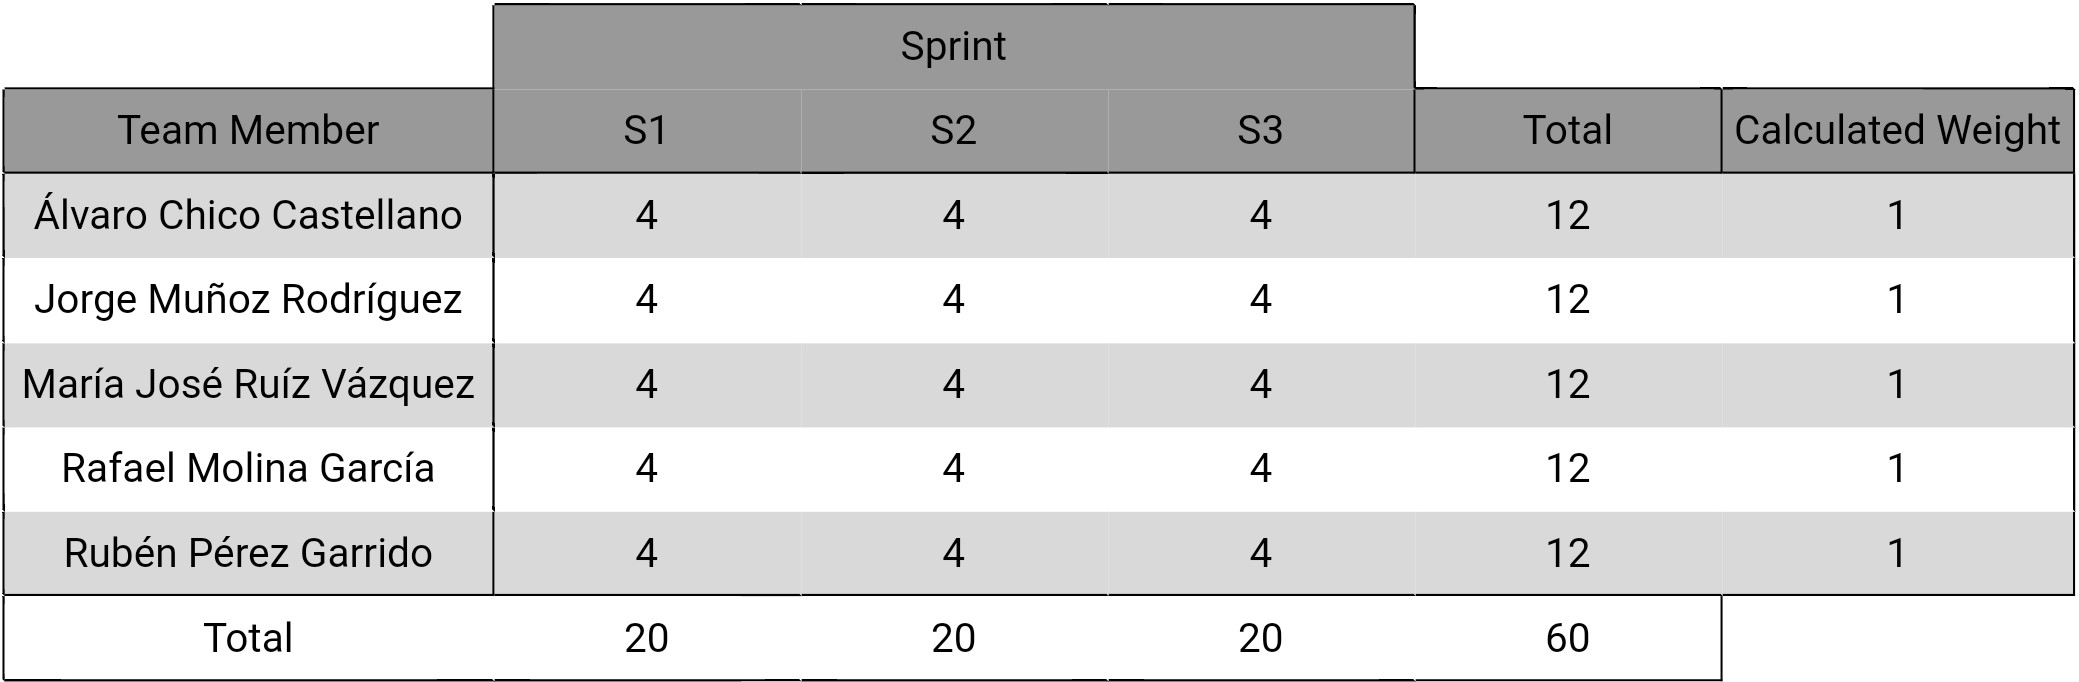 Sprint
Team Member S1 S2 S3 Total Calculated Weight
Álvaro Chico Castellano 4 4 4 12 1
Jorge Muñoz Rodríguez 4 4 4 12 1
María José Ruíz Vázquez 4 4 4 12 1
Rafael Molina García 4 4 4 12 1
Rubén Pérez Garrido 4 4 4 12 1
Total 20 20 20 60